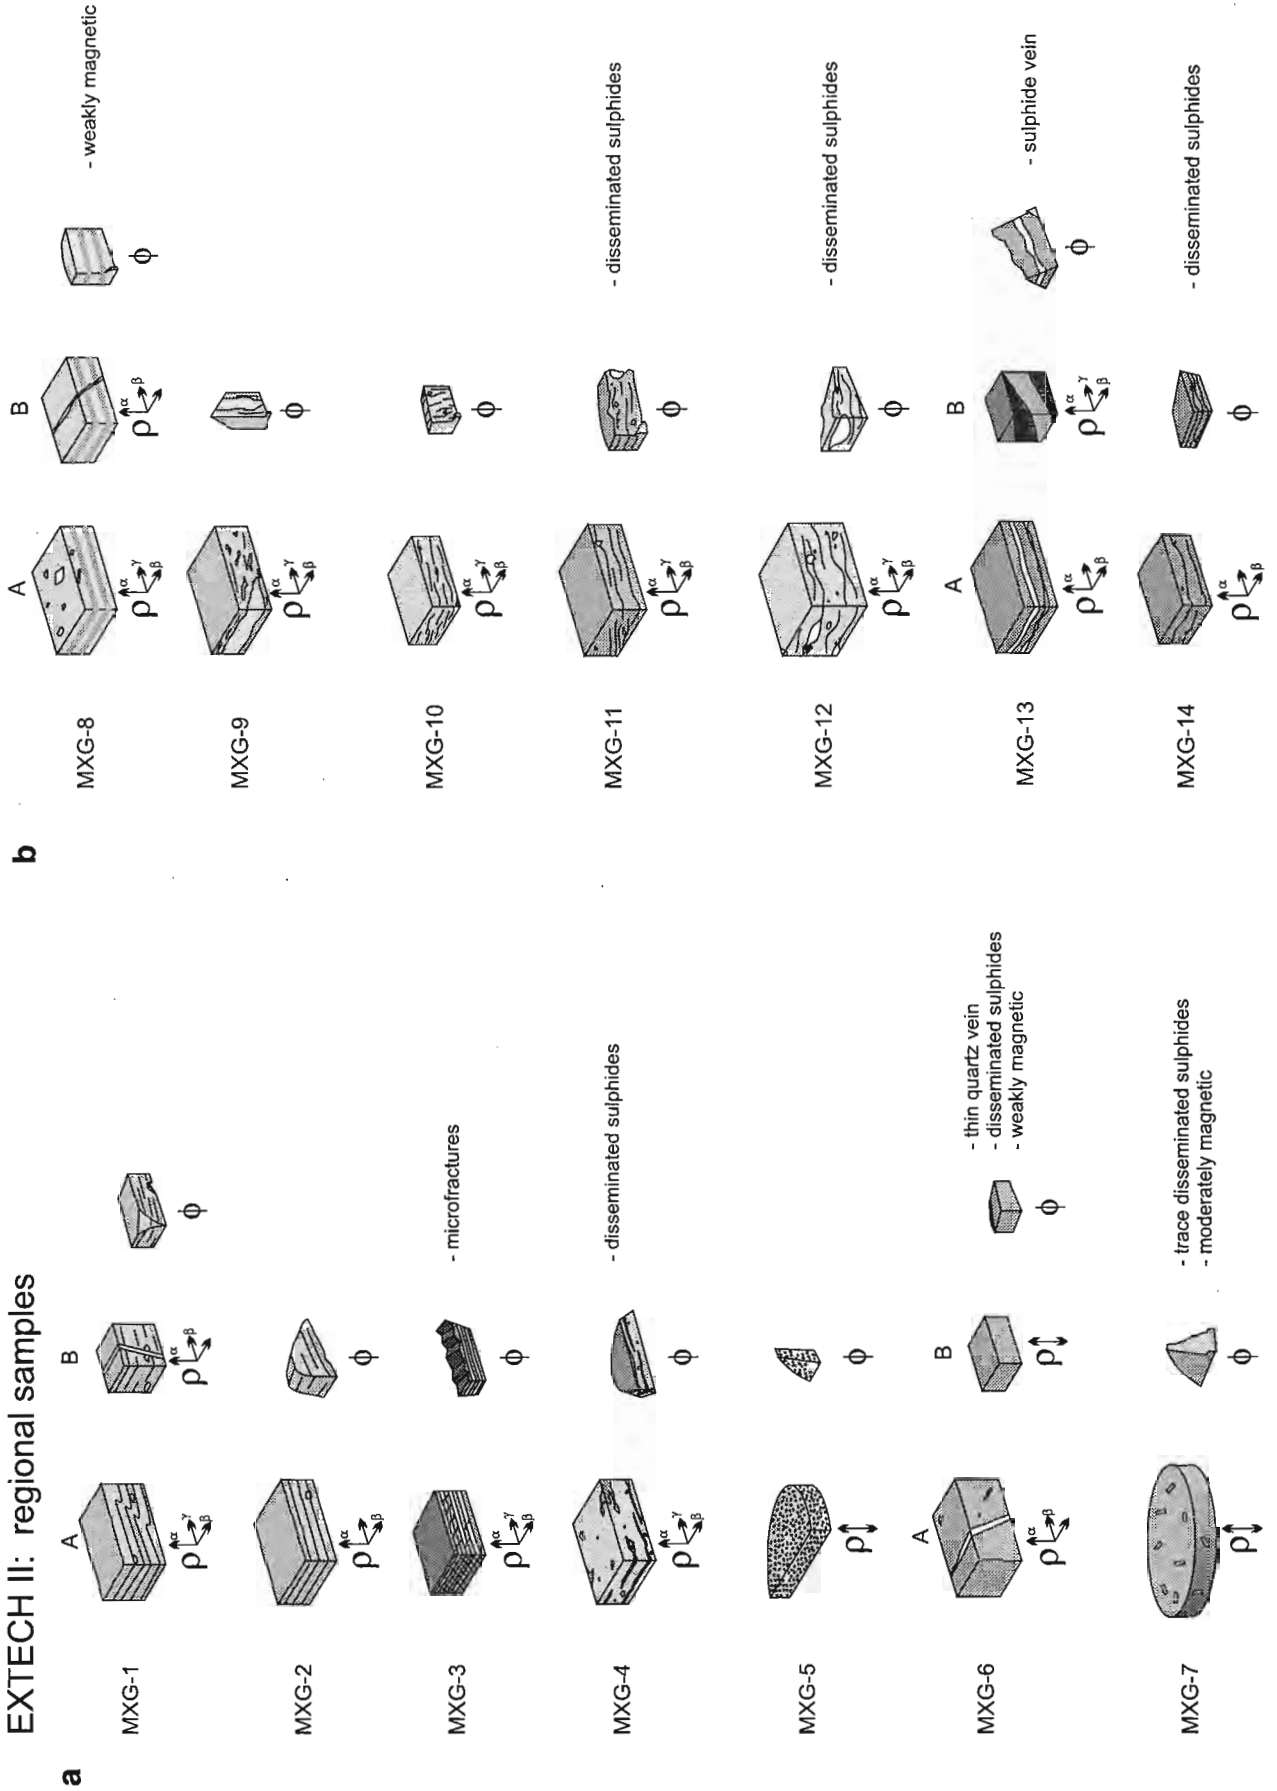 EXTECH II: regional samples
a
A B
MXG-1
ρ α γ β ρ α β ϕ
MXG-2
ρ α β ϕ
MXG-3 - microfractures
ρ α γ β ϕ
MXG-4 - disseminated sulphides
ρ α γ β ϕ
MXG-5
ρ ϕ
A B
- thin quartz vein
MXG-6 - disseminated sulphides
- weakly magnetic
ρ α β ρ ϕ
MXG-7 - trace disseminated sulphides
- moderately magnetic
ρ ϕ
b
A B
MXG-8 - weakly magnetic
ρ α γ β ρ α β ϕ
MXG-9
ρ α γ β ϕ
MXG-10
ρ α γ β ϕ
MXG-11 - disseminated sulphides
ρ α γ β ϕ
MXG-12 - disseminated sulphides
ρ α γ β ϕ
A B
MXG-13 - sulphide vein
ρ α β ρ α γ β ϕ
MXG-14 - disseminated sulphides
ρ α β ϕ